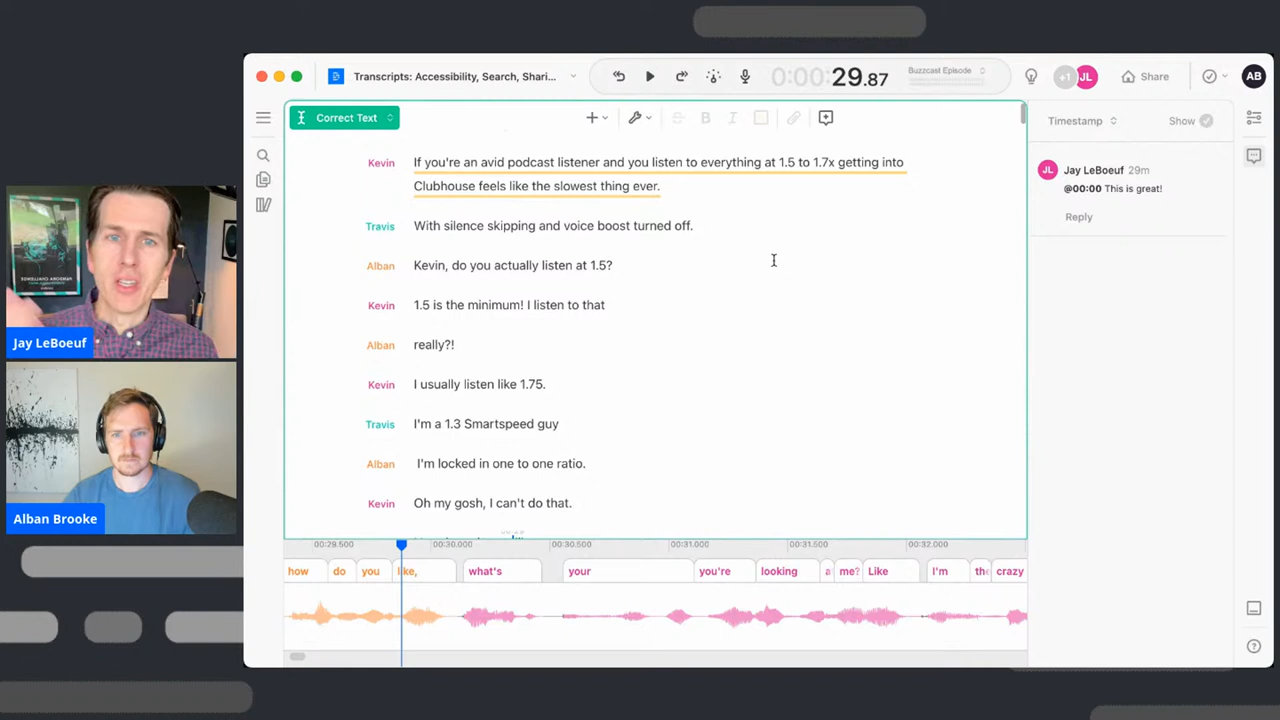 Transcripts: Accessibility, Search, Shari...
0:00:29.87
Buzzcast Episode
+1
JL
Share
AB
Correct Text
B
I
Timestamp
Show
Kevin If you're an avid podcast listener and you listen to everything at 1.5 to 1.7x getting into
Clubhouse feels like the slowest thing ever.
Travis With silence skipping and voice boost turned off.
Alban Kevin, do you actually listen at 1.5?
Kevin 1.5 is the minimum! I listen to that
Alban really?!
Kevin I usually listen like 1.75.
Travis I'm a 1.3 Smartspeed guy
Alban I'm locked in one to one ratio.
Kevin Oh my gosh, I can't do that.
JL Jay LeBoeuf 29m
@00:00 This is great!
Reply
Jay LeBoeuf
Alban Brooke
00:29.500 00:30.000 00:30.500 00:31.000 00:31.500 00:32.000
how do you like, what's your you're looking a me? Like I'm the crazy